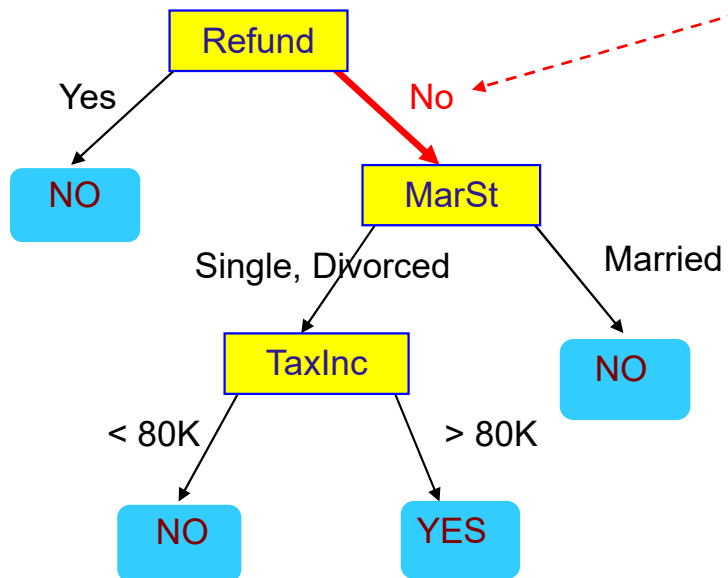 Refund
Yes
No
NO
MarSt
Single, Divorced
Married
TaxInc
NO
< 80K
> 80K
NO
YES